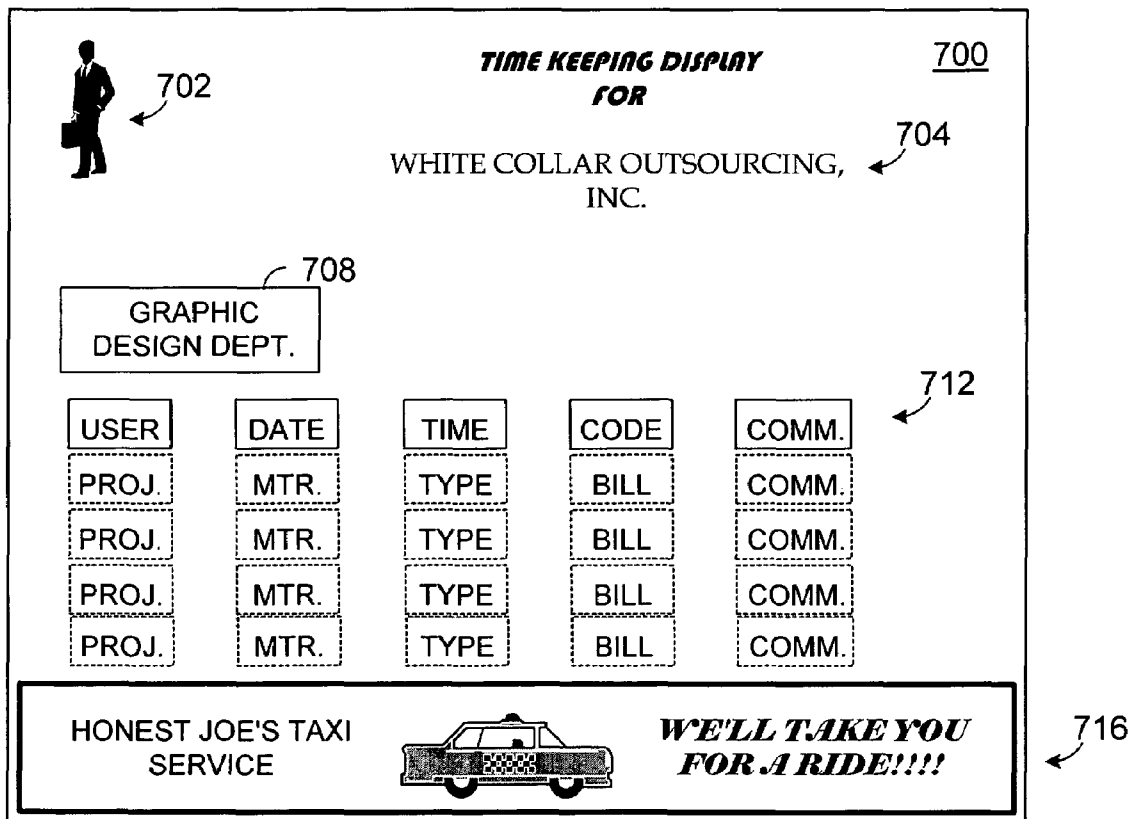 TIME KEEPING DISPLAY
FOR
700
702
704
WHITE COLLAR OUTSOURCING,
INC.
708
GRAPHIC
DESIGN DEPT.
712
USER DATE TIME CODE COMM.
PROJ. MTR. TYPE BILL COMM.
PROJ. MTR. TYPE BILL COMM.
PROJ. MTR. TYPE BILL COMM.
PROJ. MTR. TYPE BILL COMM.
HONEST JOE'S TAXI
SERVICE
WE'LL TAKE YOU
FOR A RIDE!!!!
716